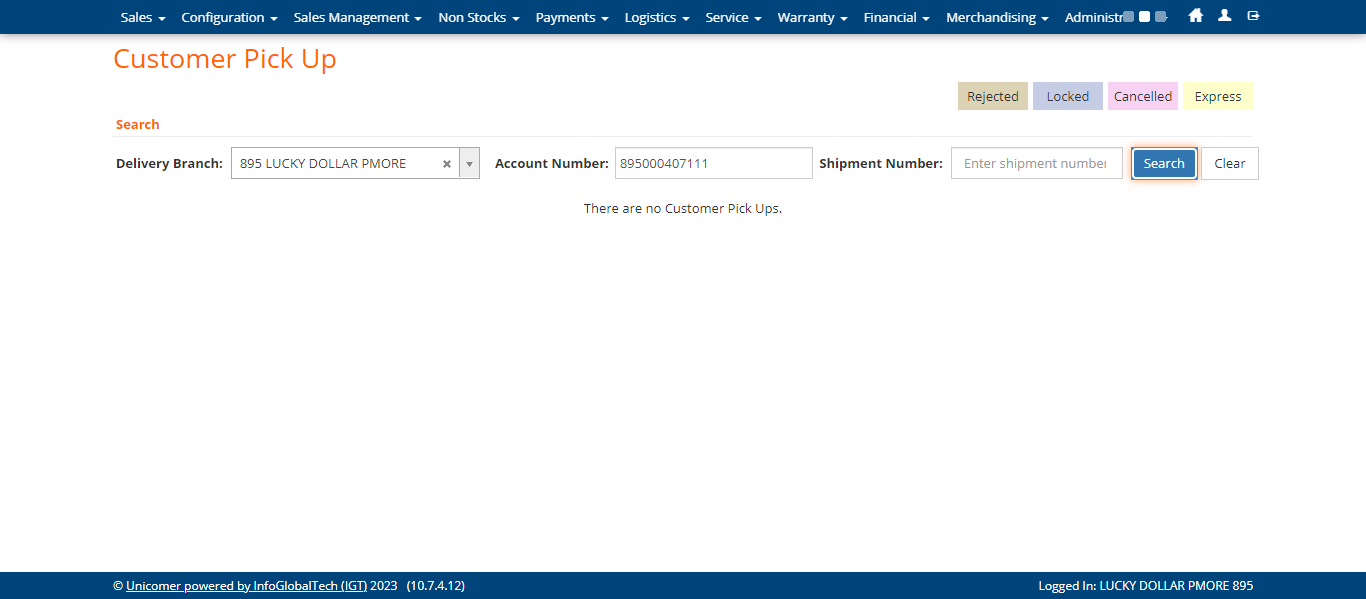 Sales Configuration Sales Management Non Stocks Payments Logistics Service Warranty Financial Merchandising Administr
Customer Pick Up
Rejected Locked Cancelled Express
Search
Delivery Branch: 895 LUCKY DOLLAR PMORE Account Number: 895000407111 Shipment Number: Enter shipment number Search Clear
There are no Customer Pick Ups.
© Unicomer powered by InfoGlobalTech (IGT) 2023 (10.7.4.12) Logged In: LUCKY DOLLAR PMORE 895